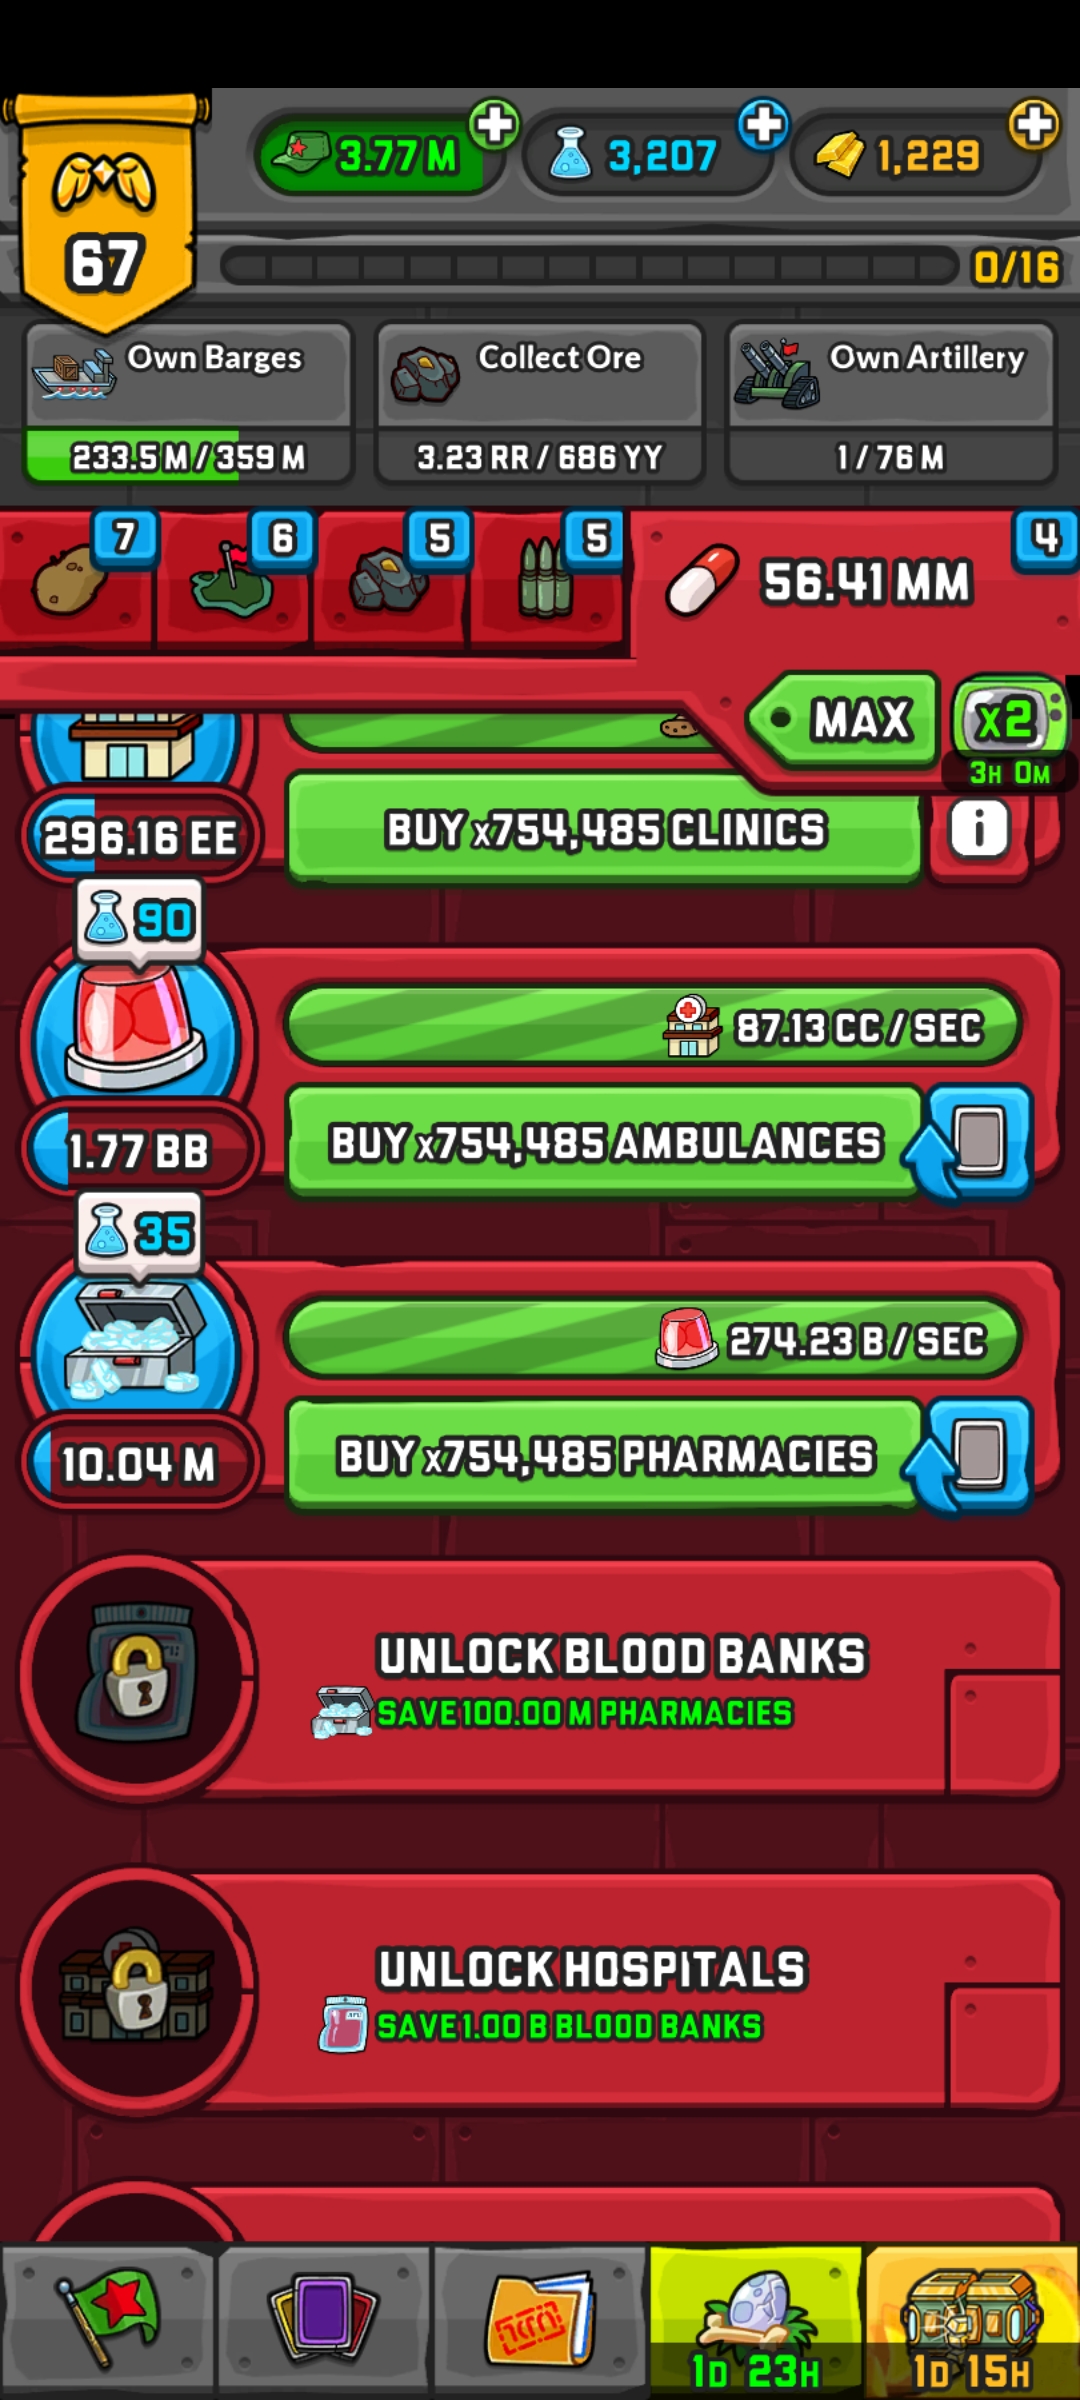 3.77 M
3,207
1,229
67
0/16
Own Barges
233.5 M / 359 M
Collect Ore
3.23 RR / 686 YY
Own Artillery
1 / 76 M
7
6
5
5
4
56.41 MM
MAX
x2
3H 0M
296.16 EE
BUY x754,485 CLINICS
i
90
87.13 CC / SEC
1.77 BB
BUY x754,485 AMBULANCES
35
274.23 B / SEC
10.04 M
BUY x754,485 PHARMACIES
UNLOCK BLOOD BANKS
SAVE 100.00 M PHARMACIES
UNLOCK HOSPITALS
SAVE 1.00 B BLOOD BANKS
1D 23H
1D 15H